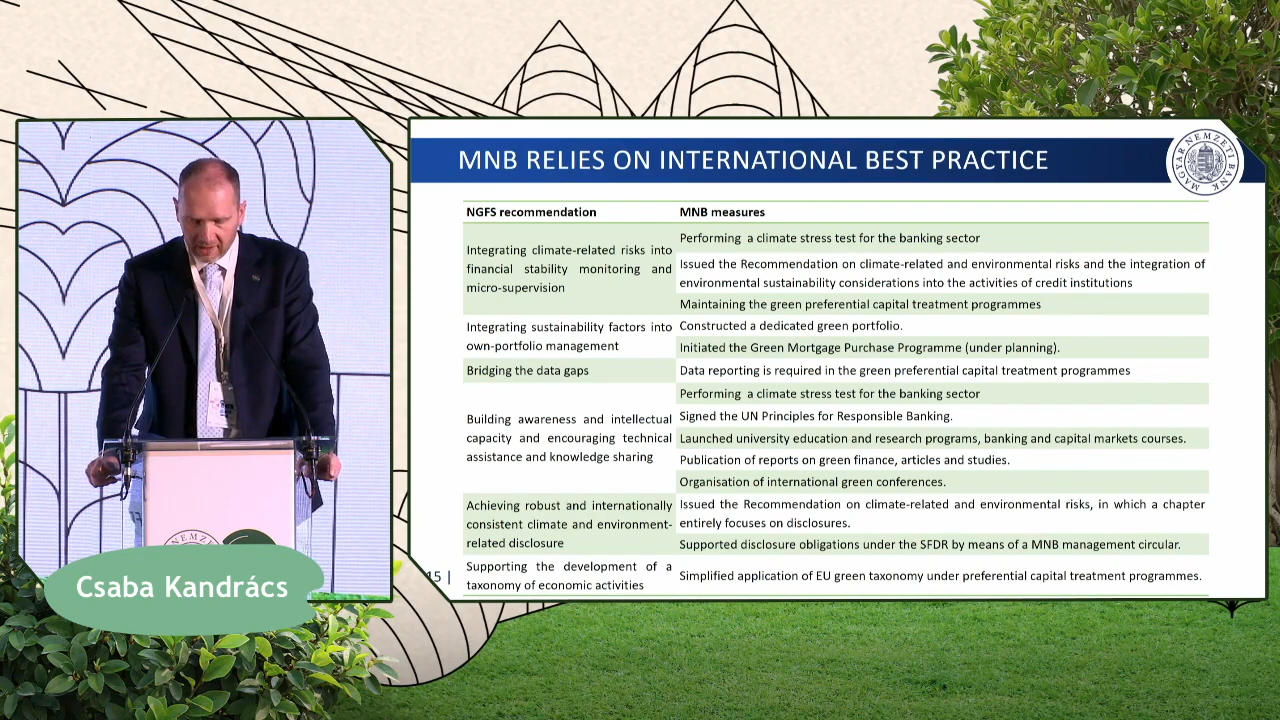 MNB RELIES ON INTERNATIONAL BEST PRACTICE
MAGYAR NEMZETI BANK
NGFS recommendation
MNB measures
Integrating climate-related risks into
financial stability monitoring and
micro-supervision
Performing a climate stress test for the banking sector
Issued the Recommendation on climate-related and environmental risks and the integration of
environmental sustainability considerations into the activities of credit institutions
Maintaining the green preferential capital treatment programmes
Integrating sustainability factors into
own-portfolio management
Constructed a dedicated green portfolio.
Initiated the Green Mortgage Purchase Programme (under planning).
Bridging the data gaps
Data reporting is required in the green preferential capital treatment programmes
Building awareness and intellectual
capacity and encouraging technical
assistance and knowledge sharing
Performing a climate stress test for the banking sector
Signed the UN Principles for Responsible Banking.
Launched university education and research programs, banking and capital markets courses.
Publication of reports on green finance, articles and studies.
Organisation of international green conferences.
Achieving robust and internationally
consistent climate and environment-
related disclosure
Issued the Recommendation on climate-related and environmental risks, in which a chapter
entirely focuses on disclosures.
Supported disclosure obligations under the SFDR by means of a MNB management circular.
Supporting the development of a
taxonomy of economic activities
Simplified application of EU green taxonomy under preferential capital treatment programmes.
15 |
Csaba Kandrács